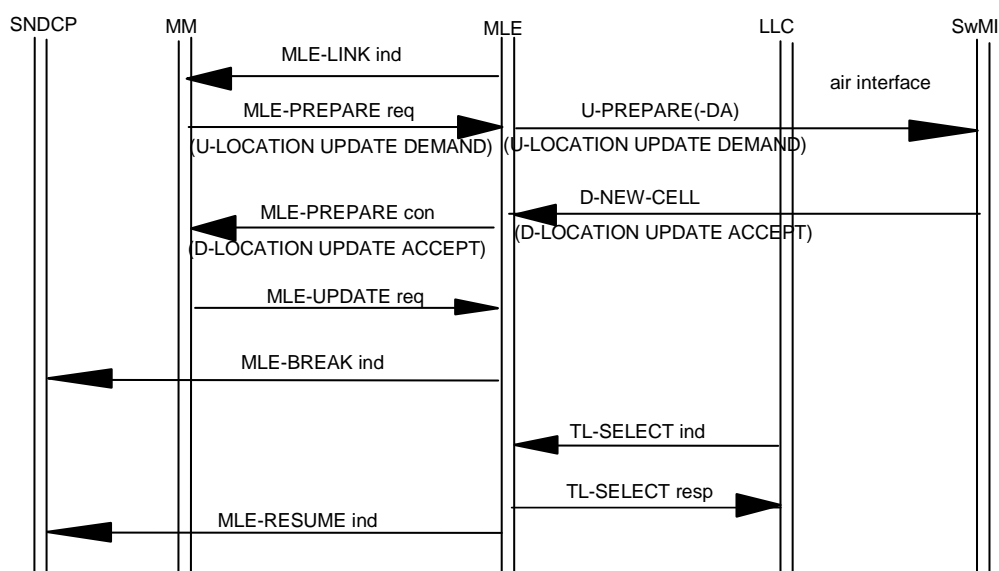 SNDCP MM MLE LLC SwMI
MLE-LINK ind
air interface
MLE-PREPARE req U-PREPARE(-DA)
(U-LOCATION UPDATE DEMAND) (U-LOCATION UPDATE DEMAND)
D-NEW-CELL
MLE-PREPARE con
(D-LOCATION UPDATE ACCEPT) (D-LOCATION UPDATE ACCEPT)
MLE-UPDATE req
MLE-BREAK ind
TL-SELECT ind
TL-SELECT resp
MLE-RESUME ind